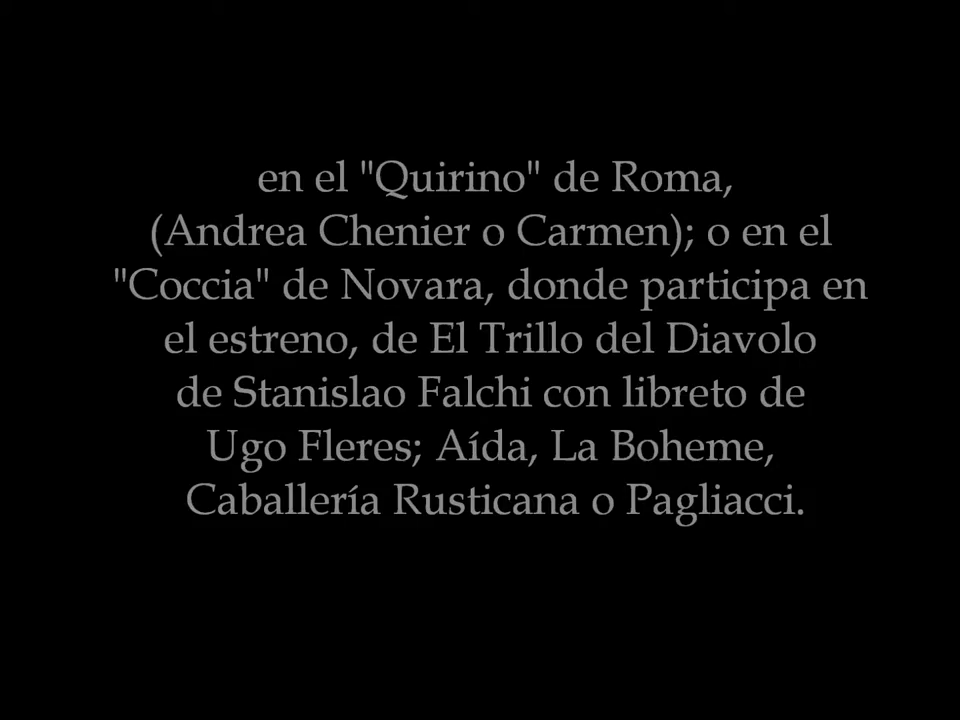 en el "Quirino" de Roma,
(Andrea Chenier o Carmen); o en el
"Coccia" de Novara, donde participa en
el estreno, de El Trillo del Diavolo
de Stanislao Falchi con libreto de
Ugo Fleres; Aída, La Boheme,
Caballería Rusticana o Pagliacci.